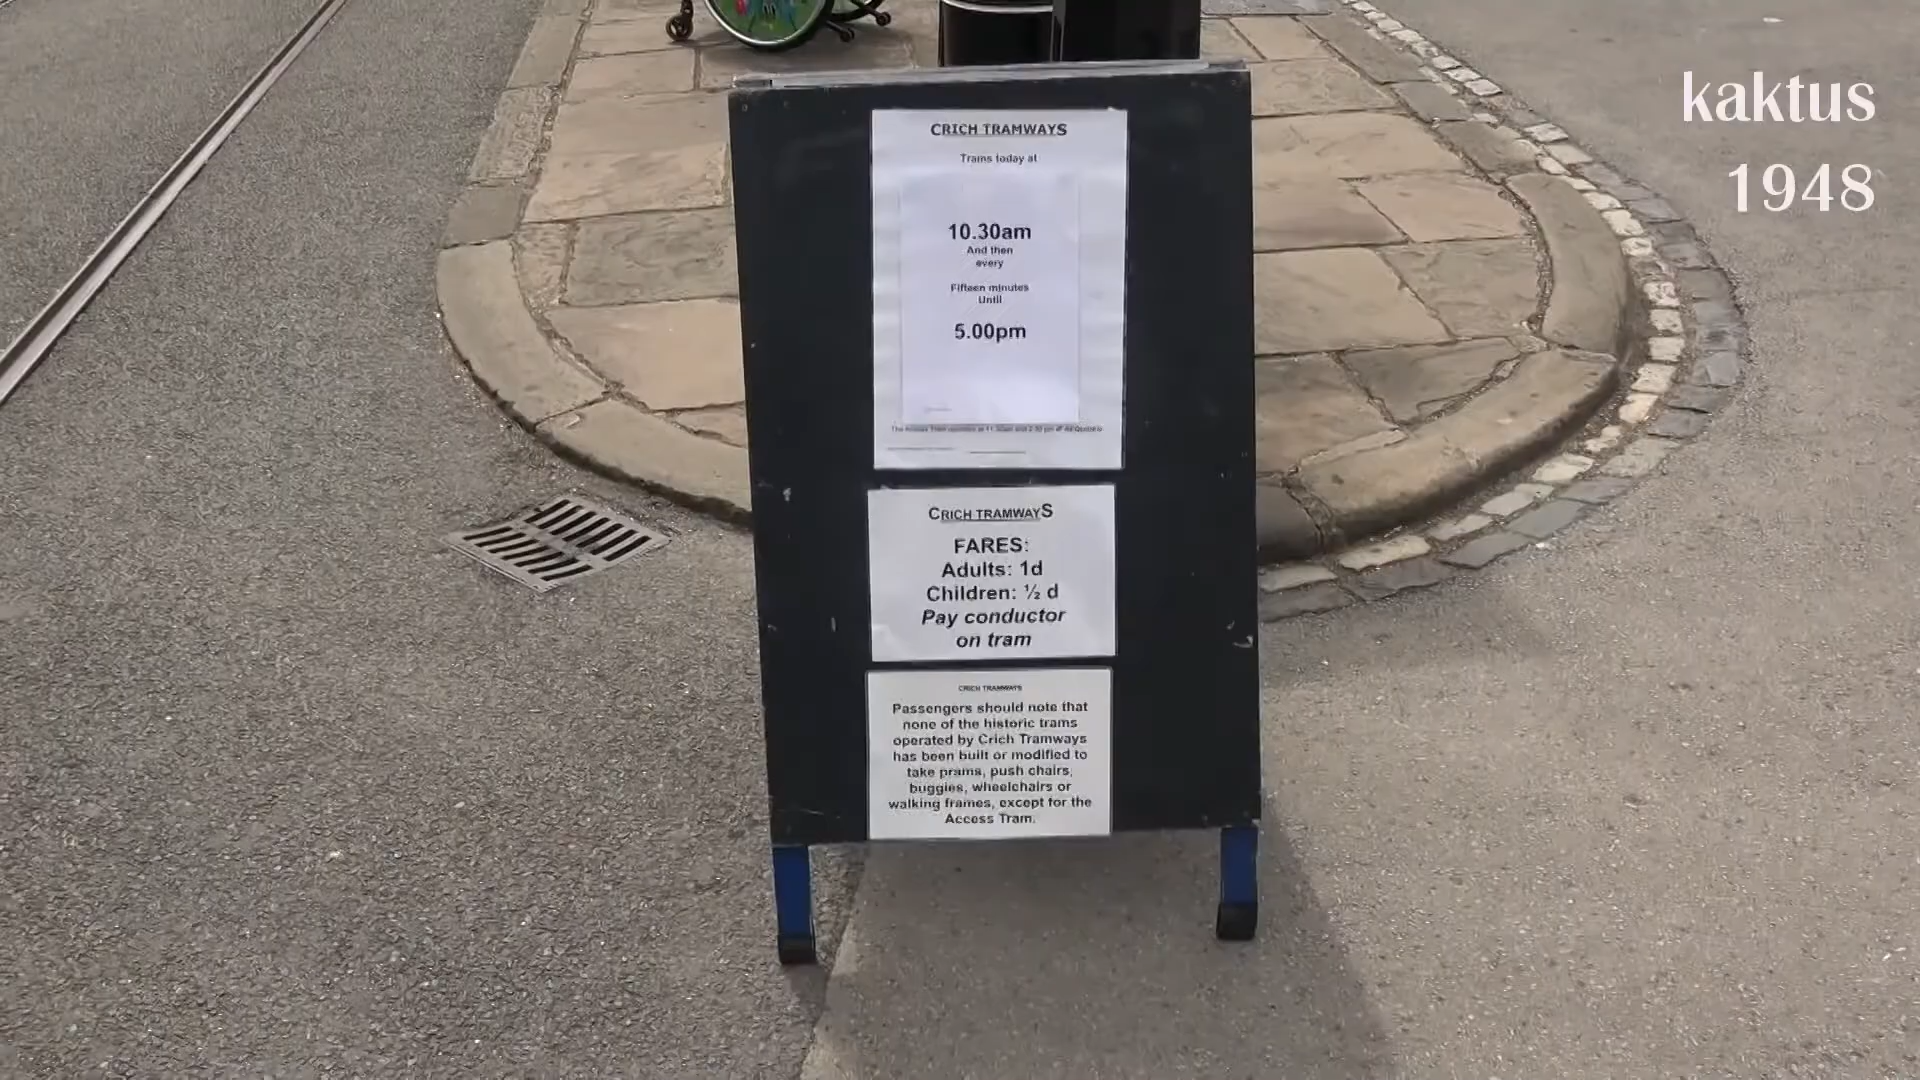 kaktus
1948
CRICH TRAMWAYS
Trams today at
10.30am
And then
every
Fifteen minutes
Until
5.00pm
CRICH TRAMWAYS
FARES:
Adults: 1d
Children: ½ d
Pay conductor
on tram
CRICH TRAMWAYS
Passengers should note that
none of the historic trams
operated by Crich Tramways
has been built or modified to
take prams, push chairs,
buggies, wheelchairs or
walking frames, except for the
Access Tram.